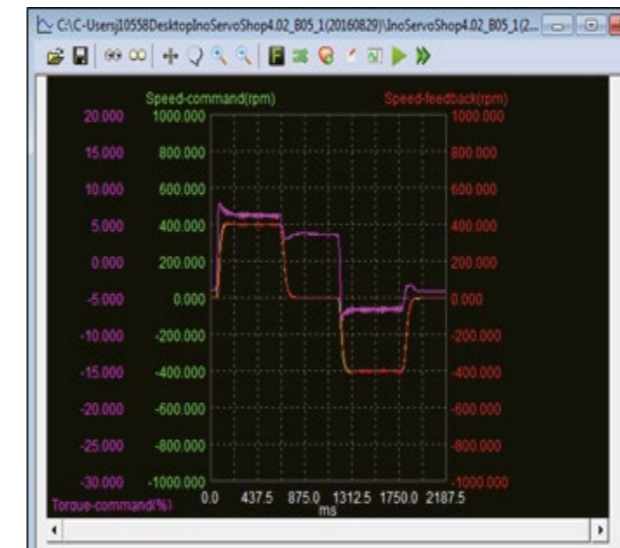 C:\C-Usersj10558DesktopInoServoShop4.02_B05_1(20160829)\InoServoShop4.02_B05_1(2...
Speed-command(rpm) Speed-feedback(rpm)
20.000 1000.000 1000.000
15.000 800.000 800.000
10.000 600.000 600.000
5.000 400.000 400.000
0.000 200.000 200.000
-5.000 0.000 0.000
-10.000 -200.000 -200.000
-15.000 -400.000 -400.000
-20.000 -600.000 -600.000
-25.000 -800.000 -800.000
-30.000 -1000.000 -1000.000
Torque-command(%) 0.0 437.5 875.0 1312.5 1750.0 2187.5
ms